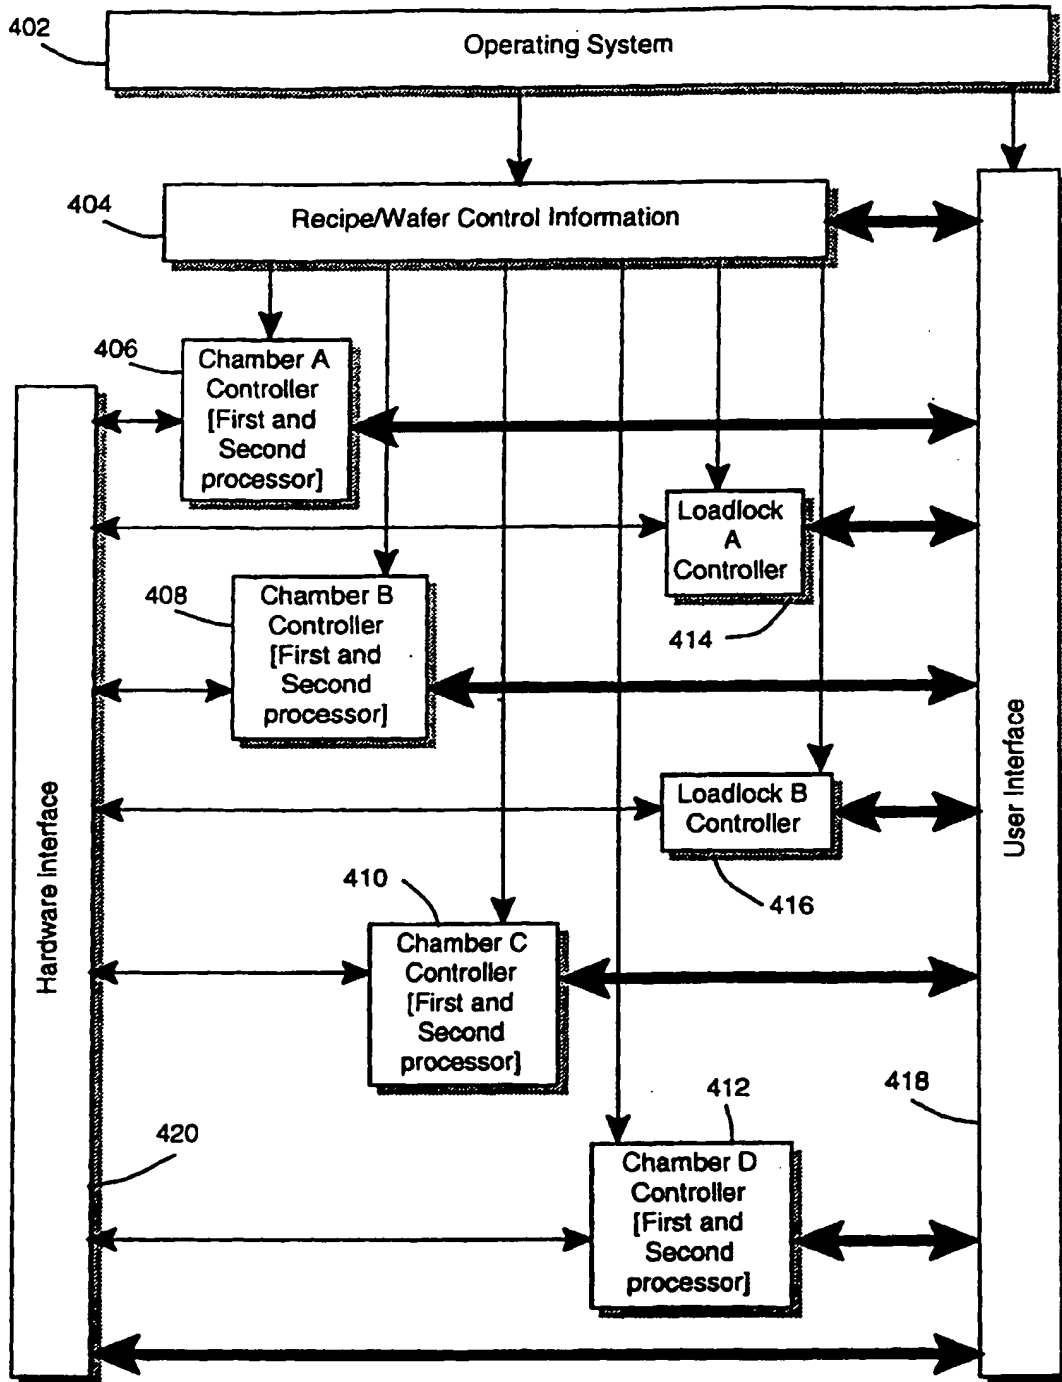 402
Operating System
404
Recipe/Wafer Control Information
406
Chamber A
Controller
[First and
Second
processor]
Loadlock
A
Controller
414
408
Chamber B
Controller
[First and
Second
processor]
Loadlock B
Controller
416
410
Chamber C
Controller
[First and
Second
processor]
412
Chamber D
Controller
[First and
Second
processor]
Hardware Interface
420
User Interface
418